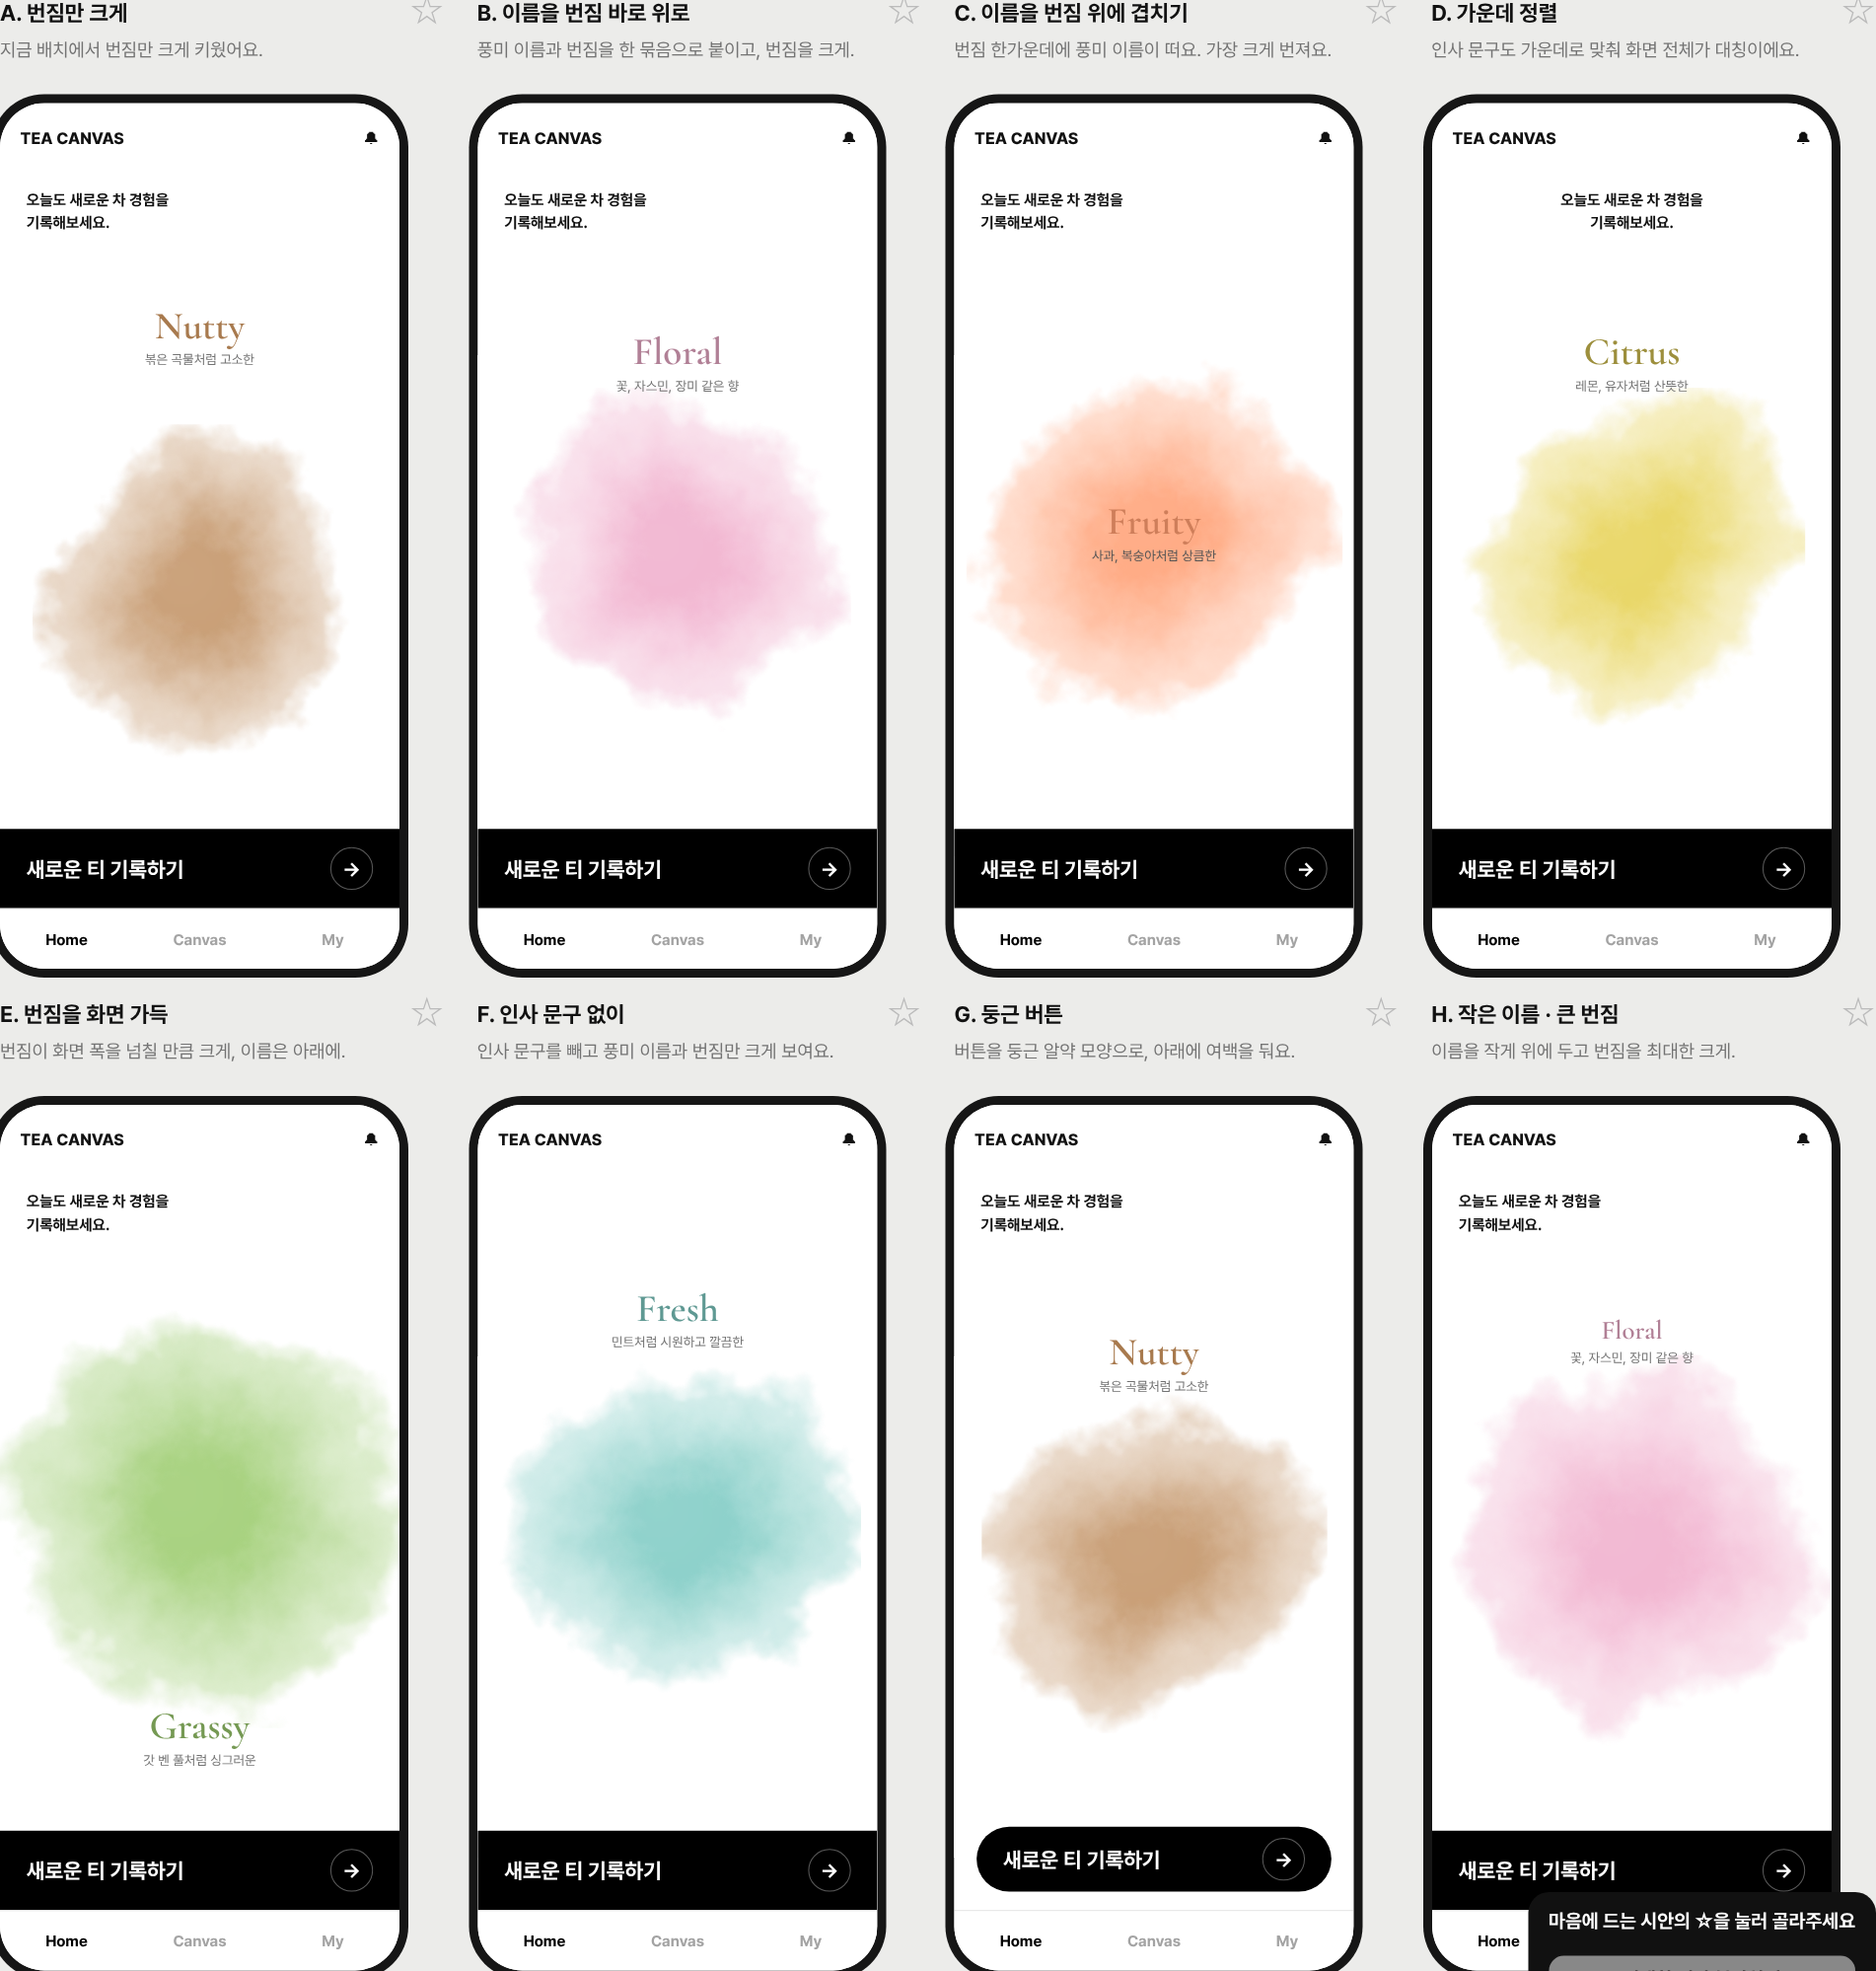 A. 번짐만 크게
지금 배치에서 번짐만 크게 키웠어요.
TEA CANVAS
오늘도 새로운 차 경험을
기록해보세요.
Nutty
볶은 곡물처럼 고소한
새로운 티 기록하기
Home Canvas My
B. 이름을 번짐 바로 위로
풍미 이름과 번짐을 한 묶음으로 붙이고, 번짐을 크게.
TEA CANVAS
오늘도 새로운 차 경험을
기록해보세요.
Floral
꽃, 자스민, 장미 같은 향
새로운 티 기록하기
Home Canvas My
C. 이름을 번짐 위에 겹치기
번짐 한가운데에 풍미 이름이 떠요. 가장 크게 번져요.
TEA CANVAS
오늘도 새로운 차 경험을
기록해보세요.
Fruity
사과, 복숭아처럼 상큼한
새로운 티 기록하기
Home Canvas My
D. 가운데 정렬
인사 문구도 가운데로 맞춰 화면 전체가 대칭이에요.
TEA CANVAS
오늘도 새로운 차 경험을
기록해보세요.
Citrus
레몬, 유자처럼 산뜻한
새로운 티 기록하기
Home Canvas My
E. 번짐을 화면 가득
번짐이 화면 폭을 넘칠 만큼 크게, 이름은 아래에.
TEA CANVAS
오늘도 새로운 차 경험을
기록해보세요.
Grassy
갓 벤 풀처럼 싱그러운
새로운 티 기록하기
Home Canvas My
F. 인사 문구 없이
인사 문구를 빼고 풍미 이름과 번짐만 크게 보여요.
TEA CANVAS
Fresh
민트처럼 시원하고 깔끔한
새로운 티 기록하기
Home Canvas My
G. 둥근 버튼
버튼을 둥근 알약 모양으로, 아래에 여백을 둬요.
TEA CANVAS
오늘도 새로운 차 경험을
기록해보세요.
Nutty
볶은 곡물처럼 고소한
새로운 티 기록하기
Home Canvas My
H. 작은 이름 · 큰 번짐
이름을 작게 위에 두고 번짐을 최대한 크게.
TEA CANVAS
오늘도 새로운 차 경험을
기록해보세요.
Floral
꽃, 자스민, 장미 같은 향
새로운 티 기록하기
Home
마음에 드는 시안의 ☆을 눌러 골라주세요